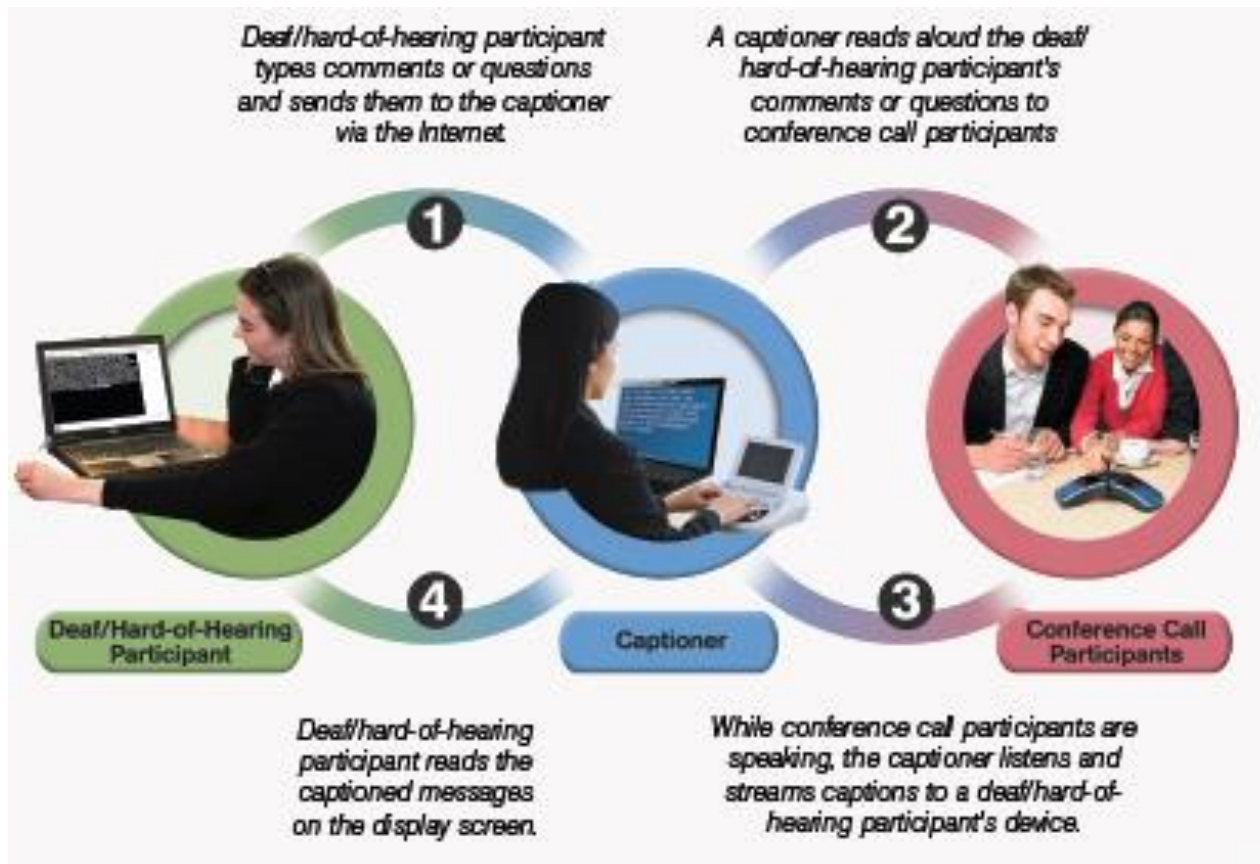 Deaf/hard-of-hearing participant
types comments or questions
and sends them to the captioner
via the Internet.
A captioner reads aloud the deaf/
hard-of-hearing participant's
comments or questions to
conference call participants
1
2
4
3
Deaf/Hard-of-Hearing
Participant
Captioner
Conference Call
Participants
Deaf/hard-of-hearing
participant reads the
captioned messages
on the display screen.
While conference call participants are
speaking, the captioner listens and
streams captions to a deaf/hard-of-
hearing participant's device.